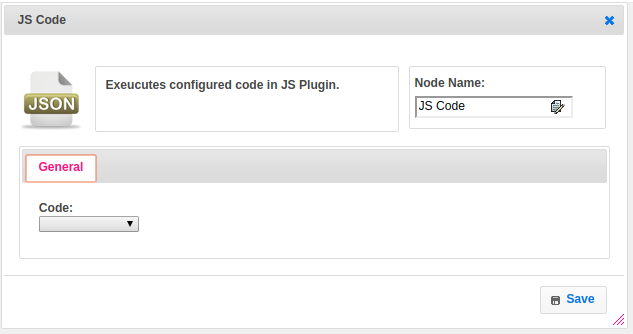 JS Code
JSON
Exeucutes configured code in JS Plugin.
Node Name:
JS Code
General
Code:
Save